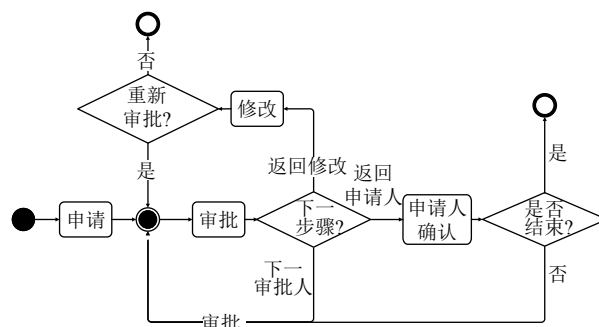 否
重新
审批?
修改
是
返回修改
返回
申请人
是
申请
审批
下一
步骤?
申请人
确认
是否
结束?
下一
审批人
否
审批